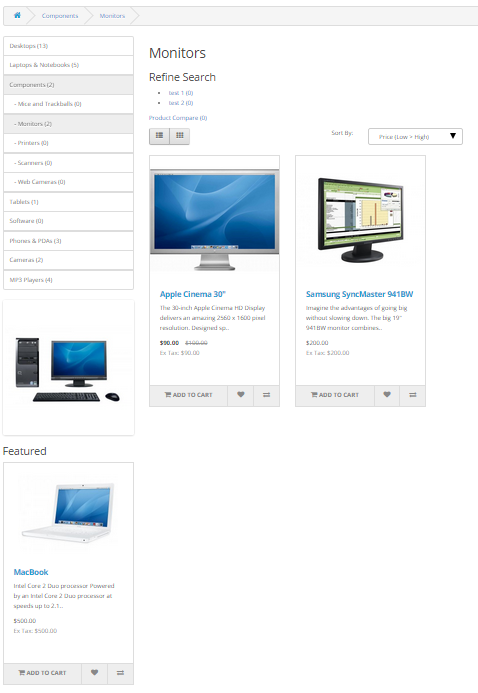 Components
Monitors
Desktops (13)
Laptops & Notebooks (5)
Components (2)
- Mice and Trackballs (0)
- Monitors (2)
- Printers (0)
- Scanners (0)
- Web Cameras (0)
Tablets (1)
Software (0)
Phones & PDAs (3)
Cameras (2)
MP3 Players (4)
Monitors
Refine Search
test 1 (0)
test 2 (0)
Product Compare (0)
Sort By:
Price (Low > High)
Apple Cinema 30"
The 30-inch Apple Cinema HD Display
delivers an amazing 2560 x 1600 pixel
resolution. Designed sp..
$90.00 $100.00
Ex Tax: $90.00
ADD TO CART
Samsung SyncMaster 941BW
Imagine the advantages of going big
without slowing down. The big 19"
941BW monitor combines..
$200.00
Ex Tax: $200.00
ADD TO CART
Featured
MacBook
Intel Core 2 Duo processor Powered
by an Intel Core 2 Duo processor at
speeds up to 2.1..
$500.00
Ex Tax: $500.00
ADD TO CART